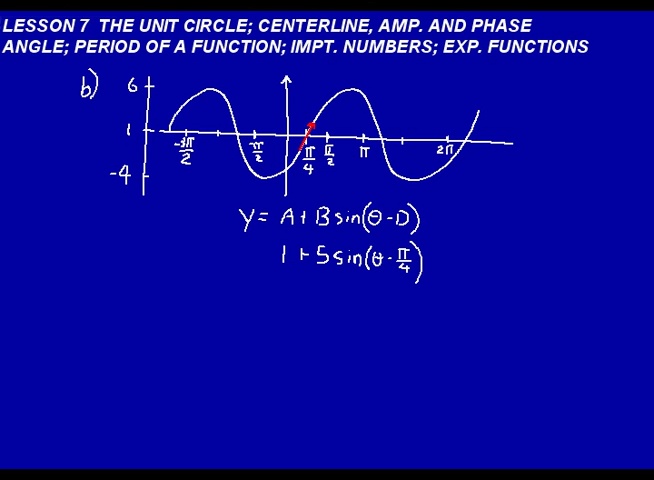 LESSON 7 THE UNIT CIRCLE; CENTERLINE, AMP. AND PHASE
ANGLE; PERIOD OF A FUNCTION; IMPT. NUMBERS; EXP. FUNCTIONS
b)
6
1
-4
-3π/2
-π/2
π/4
π/2
π
2π
y = A + B sin(θ - D)
1 + 5 sin(θ - π/4)